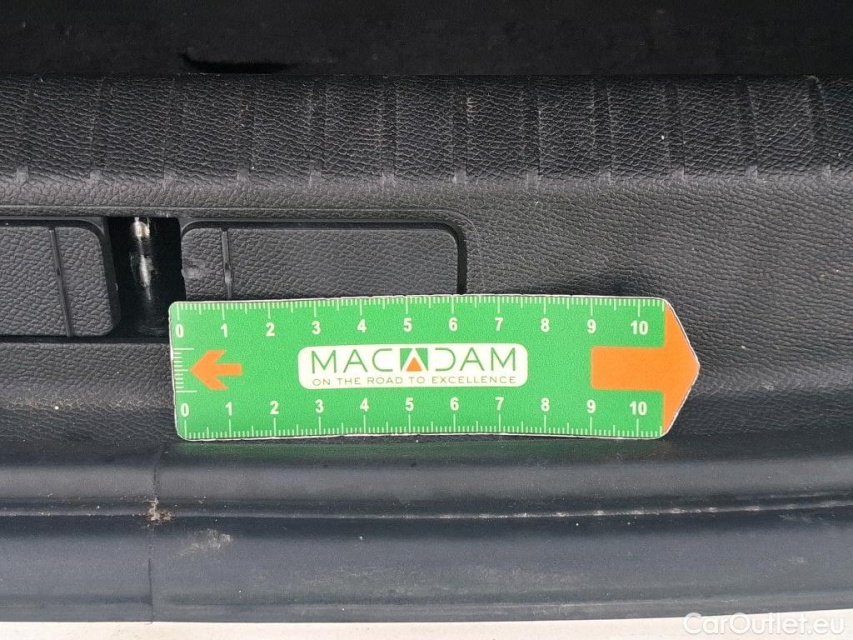 0 1 2 3 4 5 6 7 8 9 10
MACADAM
ON THE ROAD TO EXCELLENCE
0 1 2 3 4 5 6 7 8 9 10
CarOutlet.eu